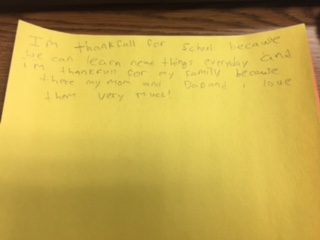 I'm thankfull for School because
we can learn new things everyday and
i'm thankfull for my family because
there my mom and Dad and i love
them very much!